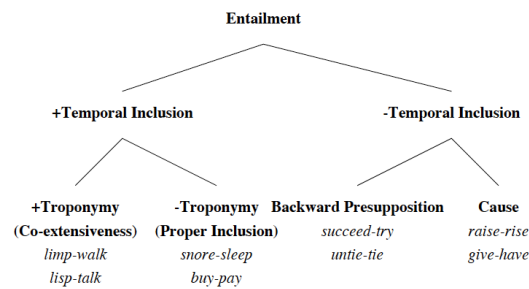 Entailment
+Temporal Inclusion -Temporal Inclusion
+Troponymy -Troponymy Backward Presupposition Cause
(Co-extensiveness) (Proper Inclusion) succeed-try raise-rise
limp-walk snore-sleep untie-tie give-have
lisp-talk buy-pay